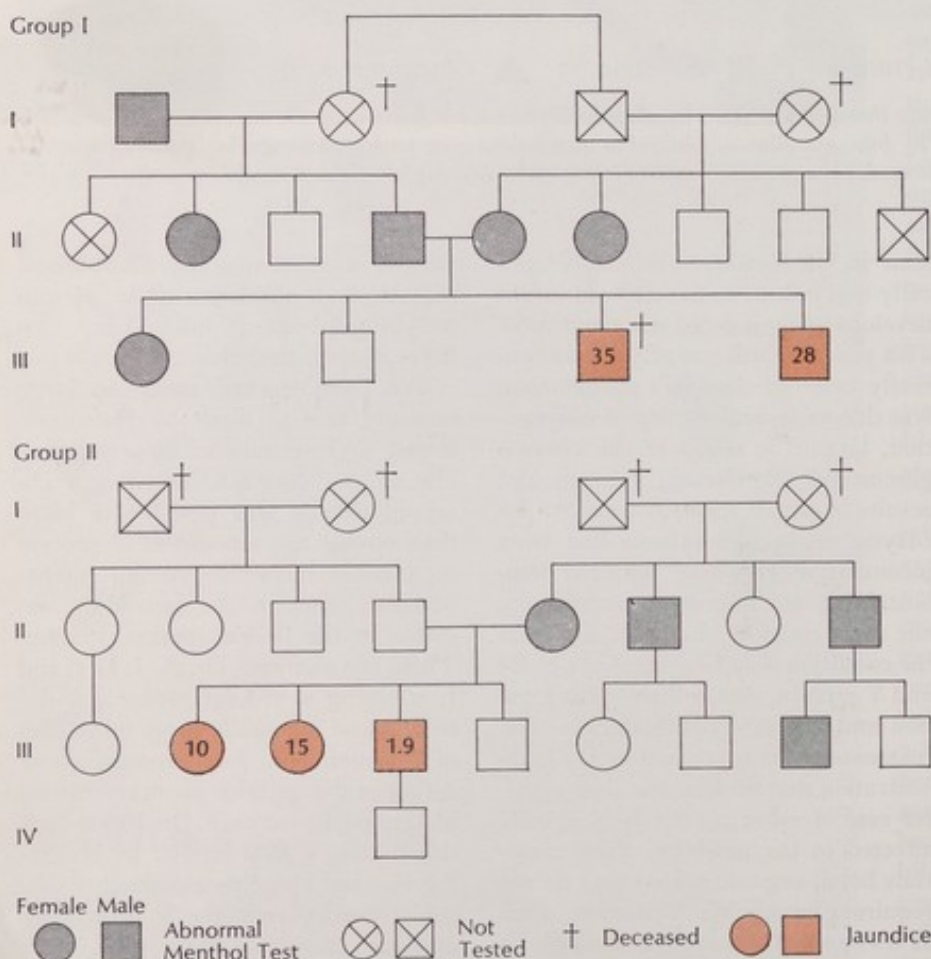 Group I
I
†
†
II
III
35
†
28
Group II
I
†
†
†
†
II
III
10
15
1.9
IV
Female Male
Abnormal Menthol Test
Not Tested
† Deceased
Jaundice